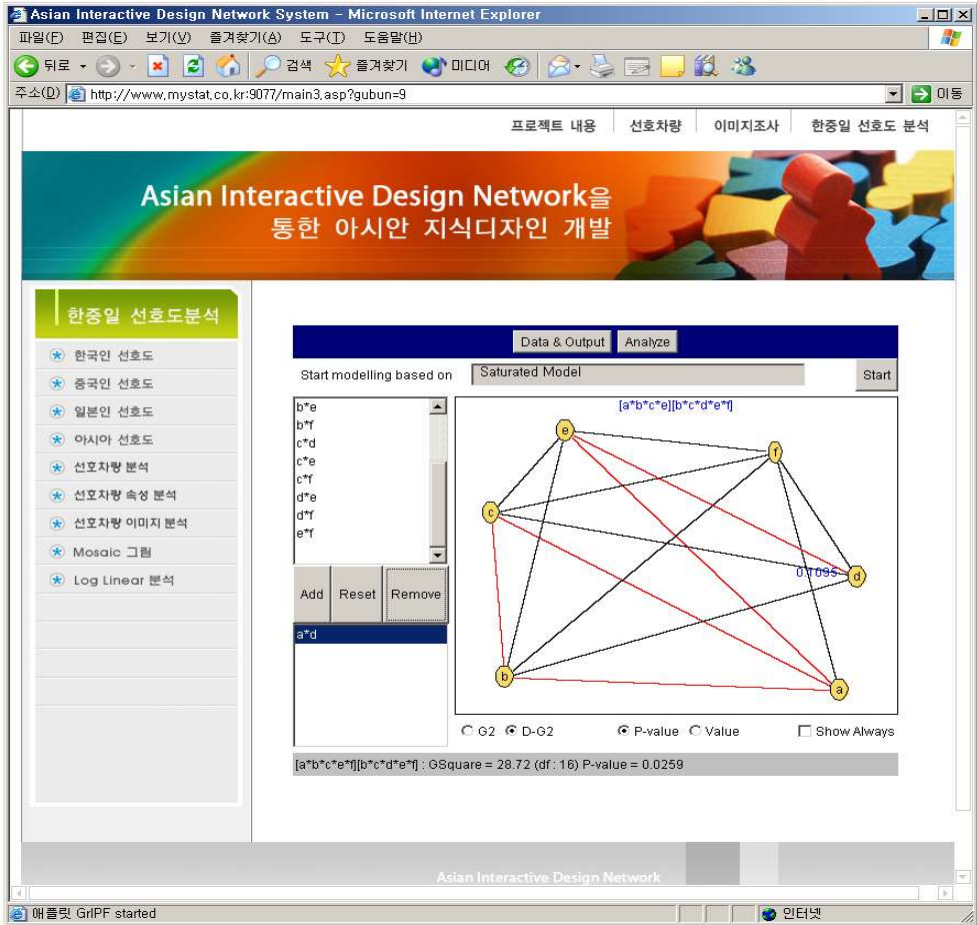 Asian Interactive Design Network System - Microsoft Internet Explorer
파일(F) 편집(E) 보기(V) 즐겨찾기(A) 도구(T) 도움말(H)
뒤로 검색 즐겨찾기 미디어
주소(D) http://www.mystat.co.kr:9077/main3.asp?gubun=9 이동
프로젝트 내용 선호차량 이미지조사 한중일 선호도 분석
Asian Interactive Design Network을
통한 아시안 지식디자인 개발
한중일 선호도분석
한국인 선호도
중국인 선호도
일본인 선호도
아시아 선호도
선호차량 분석
선호차량 속성 분석
선호차량 이미지 분석
Mosaic 그림
Log Linear 분석
Data & Output Analyze
Start modelling based on Saturated Model Start
b*e
b*f
c*d
c*e
c*f
d*e
d*f
e*f
Add Reset Remove
a*d
[a*b*c*e][b*c*d*e*f]
e
f
c
0.1095
d
b
a
G2 D-G2 P-value Value Show Always
[a*b*c*e*f][b*c*d*e*f] : GSquare = 28.72 (df : 16) P-value = 0.0259
Asian Interactive Design Network
애플릿 GrIPF started 인터넷